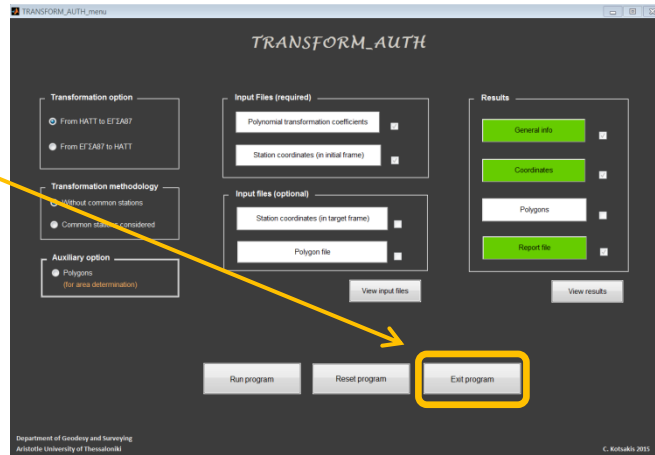 TRANSFORM_AUTH_menu
TRANSFORM_AUTH
Transformation option
From HATT to ΕΓΣΑ87
From ΕΓΣΑ87 to HATT
Transformation methodology
Without common stations
Common stations considered
Auxiliary option
Polygons
(for area determination)
Input Files (required)
Polynomial transformation coefficients
Station coordinates (in initial frame)
Input files (optional)
Station coordinates (in target frame)
Polygon file
View input files
Results
General info
Coordinates
Polygons
Report file
View results
Run program
Reset program
Exit program
Department of Geodesy and Surveying
Aristotle University of Thessaloniki
C. Kotsakis 2015